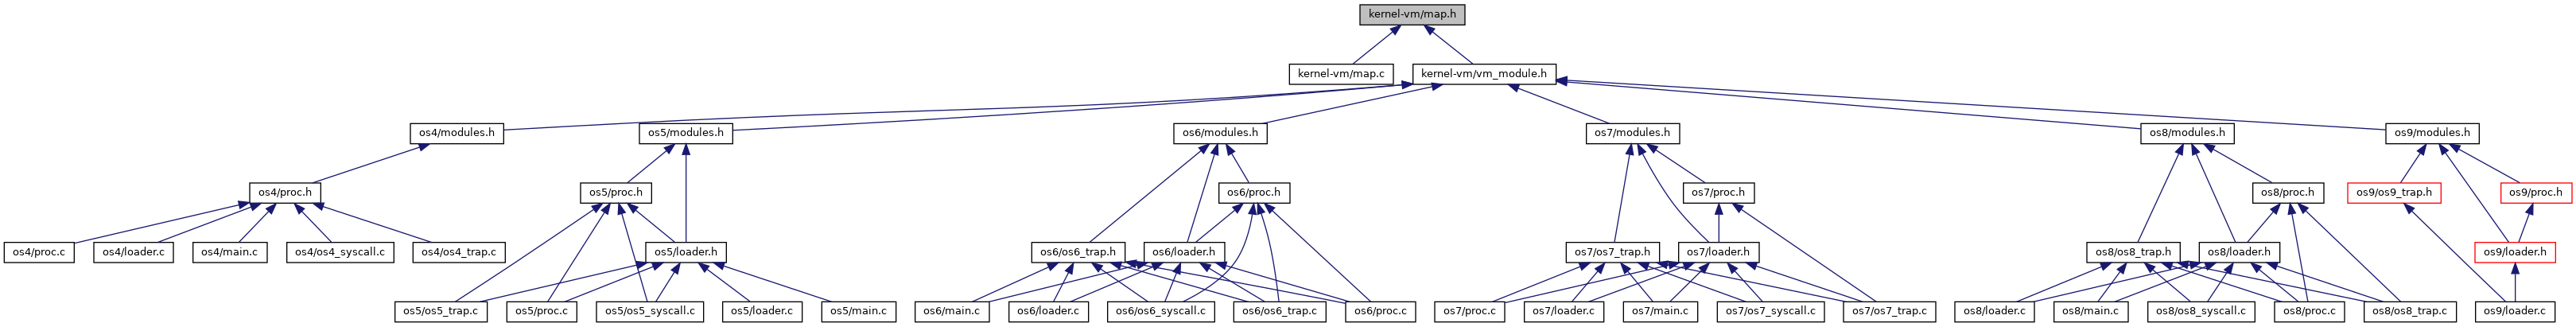 kernel-vm/map.h
kernel-vm/map.c
kernel-vm/vm_module.h
os4/modules.h
os5/modules.h
os6/modules.h
os7/modules.h
os8/modules.h
os9/modules.h
os4/proc.h
os5/proc.h
os6/proc.h
os7/proc.h
os8/proc.h
os9/os9_trap.h
os9/proc.h
os4/proc.c
os4/loader.c
os4/main.c
os4/os4_syscall.c
os4/os4_trap.c
os5/loader.h
os6/os6_trap.h
os6/loader.h
os7/os7_trap.h
os7/loader.h
os8/os8_trap.h
os8/loader.h
os9/loader.h
os5/os5_trap.c
os5/proc.c
os5/os5_syscall.c
os5/loader.c
os5/main.c
os6/main.c
os6/loader.c
os6/os6_syscall.c
os6/os6_trap.c
os6/proc.c
os7/proc.c
os7/loader.c
os7/main.c
os7/os7_syscall.c
os7/os7_trap.c
os8/loader.c
os8/main.c
os8/os8_syscall.c
os8/proc.c
os8/os8_trap.c
os9/loader.c